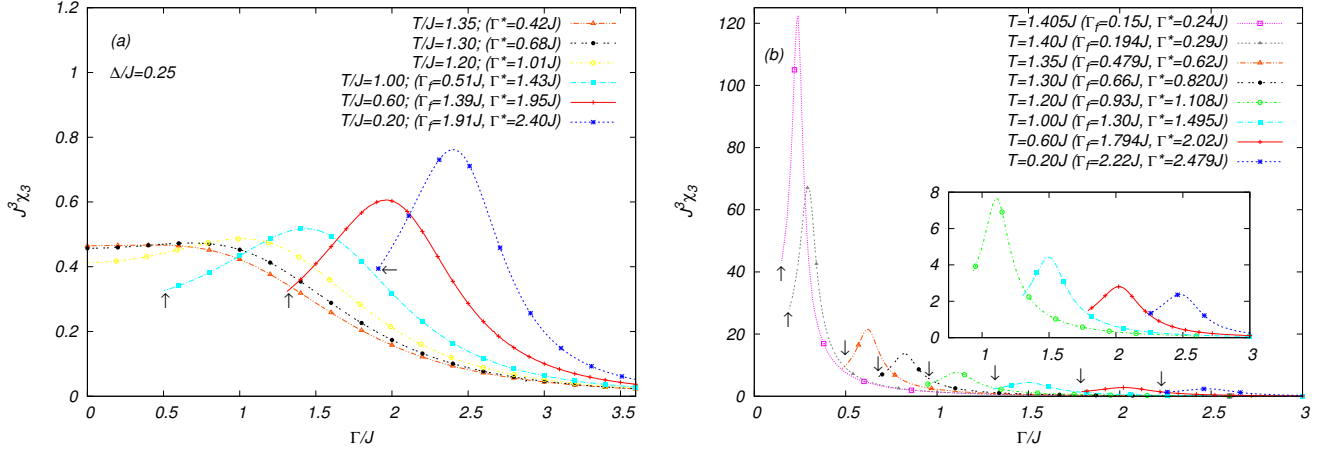 (a)
Δ/J=0.25
T/J=1.35; (Γ*=0.42J)
T/J=1.30; (Γ*=0.68J)
T/J=1.20; (Γ*=1.01J)
T/J=1.00; (Γf=0.51J, Γ*=1.43J)
T/J=0.60; (Γf=1.39J, Γ*=1.95J)
T/J=0.20; (Γf=1.91J, Γ*=2.40J)
J³χ₃
1.2
1
0.8
0.6
0.4
0.2
0
0 0.5 1 1.5 2 2.5 3 3.5
Γ/J
(b)
T=1.405J (Γf=0.15J, Γ*=0.24J)
T=1.40J (Γf=0.194J, Γ*=0.29J)
T=1.35J (Γf=0.479J, Γ*=0.62J)
T=1.30J (Γf=0.66J, Γ*=0.820J)
T=1.20J (Γf=0.93J, Γ*=1.108J)
T=1.00J (Γf=1.30J, Γ*=1.495J)
T=0.60J (Γf=1.794J, Γ*=2.02J)
T=0.20J (Γf=2.22J, Γ*=2.479J)
J³χ₃
120
100
80
60
40
20
0
8
6
4
2
0
1 1.5 2 2.5 3
0 0.5 1 1.5 2 2.5 3
Γ/J